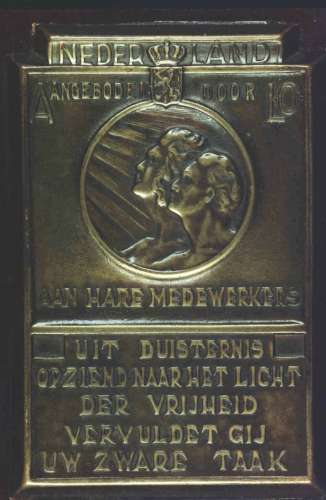 NEDERLAND
AANGEBODEN DOOR LO
AAN HARE MEDEWERKERS
UIT DUISTERNIS
OPZIEND NAAR HET LICHT
DER VRIJHEID
VERVULDET GIJ
UW ZWARE TAAK